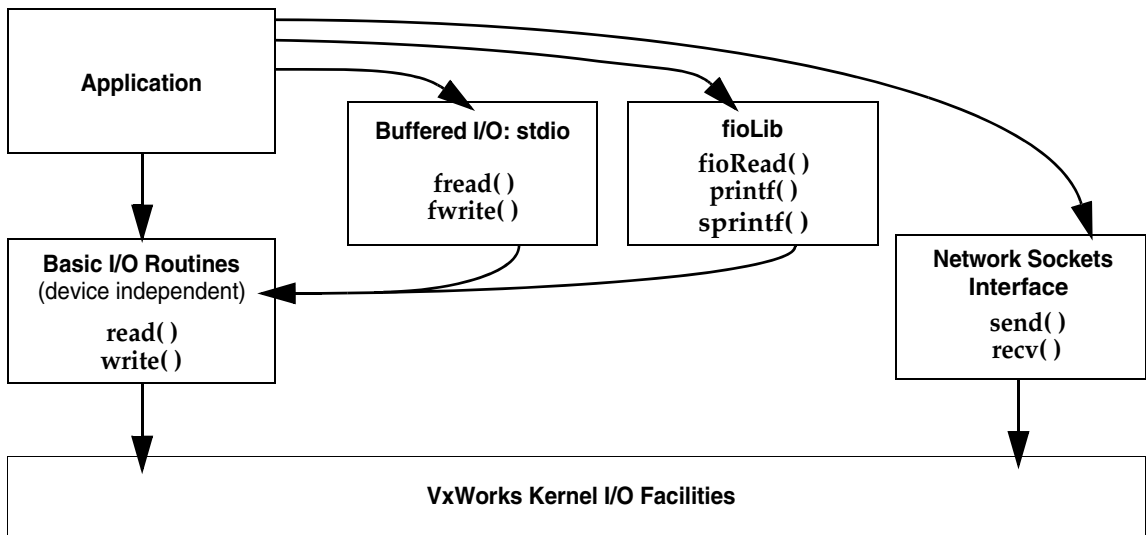 Application
Buffered I/O: stdio
fread( )
fwrite( )
fioLib
fioRead( )
printf( )
sprintf( )
Basic I/O Routines
(device independent)
read( )
write( )
Network Sockets
Interface
send( )
recv( )
VxWorks Kernel I/O Facilities